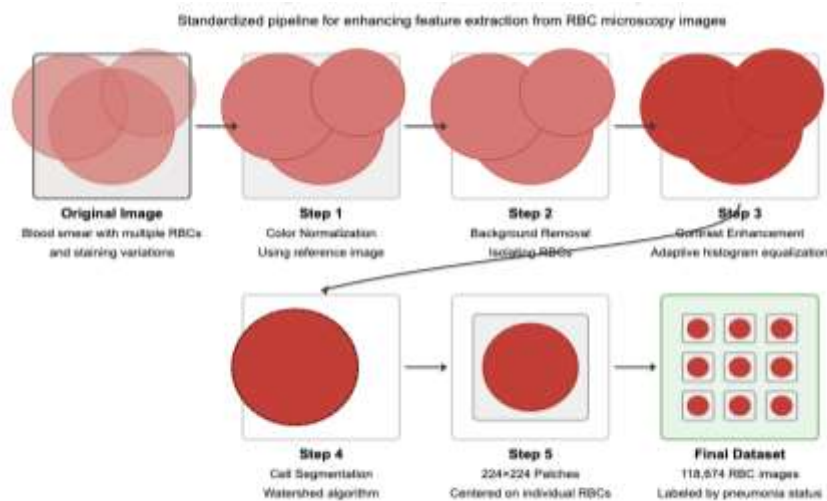 Standardized pipeline for enhancing feature extraction from RBC microscopy images
Original Image
Blood smear with multiple RBCs
and staining variations
Step 1
Color Normalization
Using reference image
Step 2
Background Removal
Isolating RBCs
Step 3
Contrast Enhancement
Adaptive histogram equalization
Step 4
Cell Segmentation
Watershed algorithm
Step 5
224×224 Patches
Centered on individual RBCs
Final Dataset
118,674 RBC images
Labeled by pneumonia status